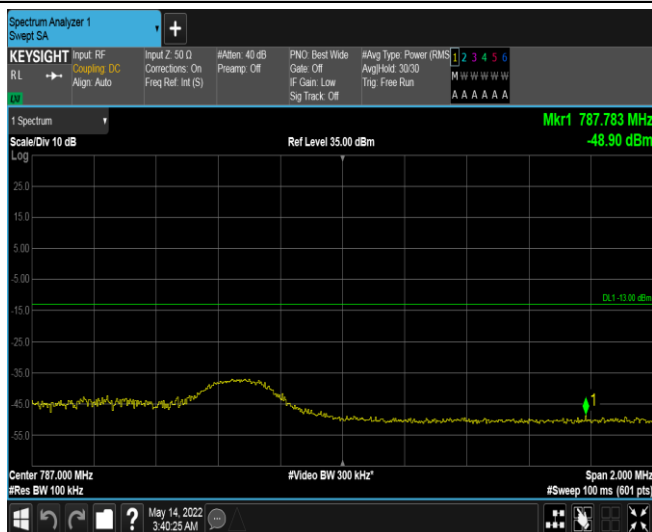 Spectrum Analyzer 1
Swept SA
+
KEYSIGHT
RL
Input: RF
Coupling: DC
Align: Auto
Input Z: 50 Ω
Corrections: On
Freq Ref: Int (S)
#Atten: 40 dB
Preamp: Off
PNO: Best Wide
Gate: Off
IF Gain: Low
Sig Track: Off
#Avg Type: Power (RMS
Avg|Hold: 30/30
Trig: Free Run
1 2 3 4 5 6
M W W W W W
A A A A A A
1 Spectrum
Scale/Div 10 dB
Log
Ref Level 35.00 dBm
Mkr1 787.783 MHz
-48.90 dBm
25.0
15.0
5.00
-5.00
DL1 -13.00 dBm
-15.0
-25.0
-35.0
1
-45.0
-55.0
Center 787.000 MHz
#Video BW 300 kHz*
Span 2.000 MHz
#Res BW 100 kHz
#Sweep 100 ms (601 pts)
?
May 14, 2022
3:40:25 AM